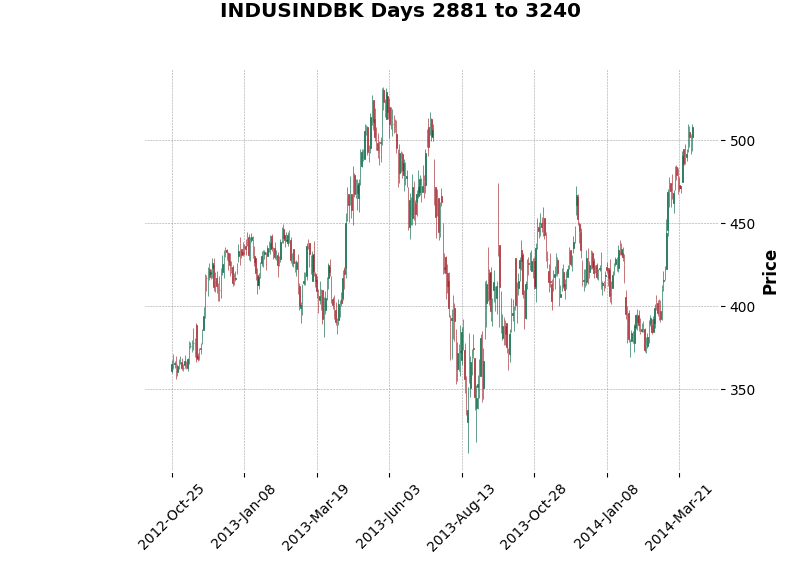 INDUSINDBK Days 2881 to 3240
500
450
400
350
Price
2012-Oct-25
2013-Jan-08
2013-Mar-19
2013-Jun-03
2013-Aug-13
2013-Oct-28
2014-Jan-08
2014-Mar-21